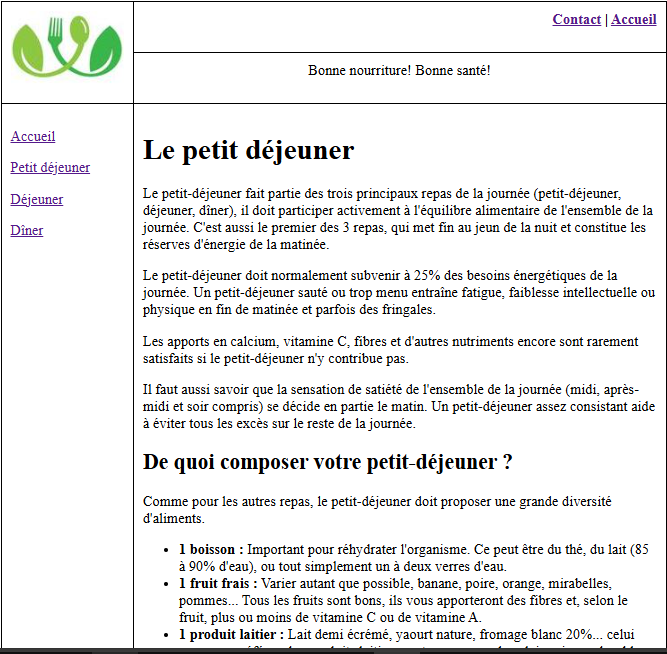 Contact | Accueil
Bonne nourriture! Bonne santé!
Accueil
Petit déjeuner
Déjeuner
Dîner
Le petit déjeuner
Le petit-déjeuner fait partie des trois principaux repas de la journée (petit-déjeuner,
déjeuner, dîner), il doit participer activement à l'équilibre alimentaire de l'ensemble de la
journée. C'est aussi le premier des 3 repas, qui met fin au jeun de la nuit et constitue les
réserves d'énergie de la matinée.
Le petit-déjeuner doit normalement subvenir à 25% des besoins énergétiques de la
journée. Un petit-déjeuner sauté ou trop menu entraîne fatigue, faiblesse intellectuelle ou
physique en fin de matinée et parfois des fringales.
Les apports en calcium, vitamine C, fibres et d'autres nutriments encore sont rarement
satisfaits si le petit-déjeuner n'y contribue pas.
Il faut aussi savoir que la sensation de satiété de l'ensemble de la journée (midi, après-
midi et soir compris) se décide en partie le matin. Un petit-déjeuner assez consistant aide
à éviter tous les excès sur le reste de la journée.
De quoi composer votre petit-déjeuner ?
Comme pour les autres repas, le petit-déjeuner doit proposer une grande diversité
d'aliments.
• 1 boisson : Important pour réhydrater l'organisme. Ce peut être du thé, du lait (85
à 90% d'eau), ou tout simplement un à deux verres d'eau.
• 1 fruit frais : Varier autant que possible, banane, poire, orange, mirabelles,
pommes... Tous les fruits sont bons, ils vous apporteront des fibres et, selon le
fruit, plus ou moins de vitamine C ou de vitamine A.
• 1 produit laitier : Lait demi écrémé, yaourt nature, fromage blanc 20%... celui